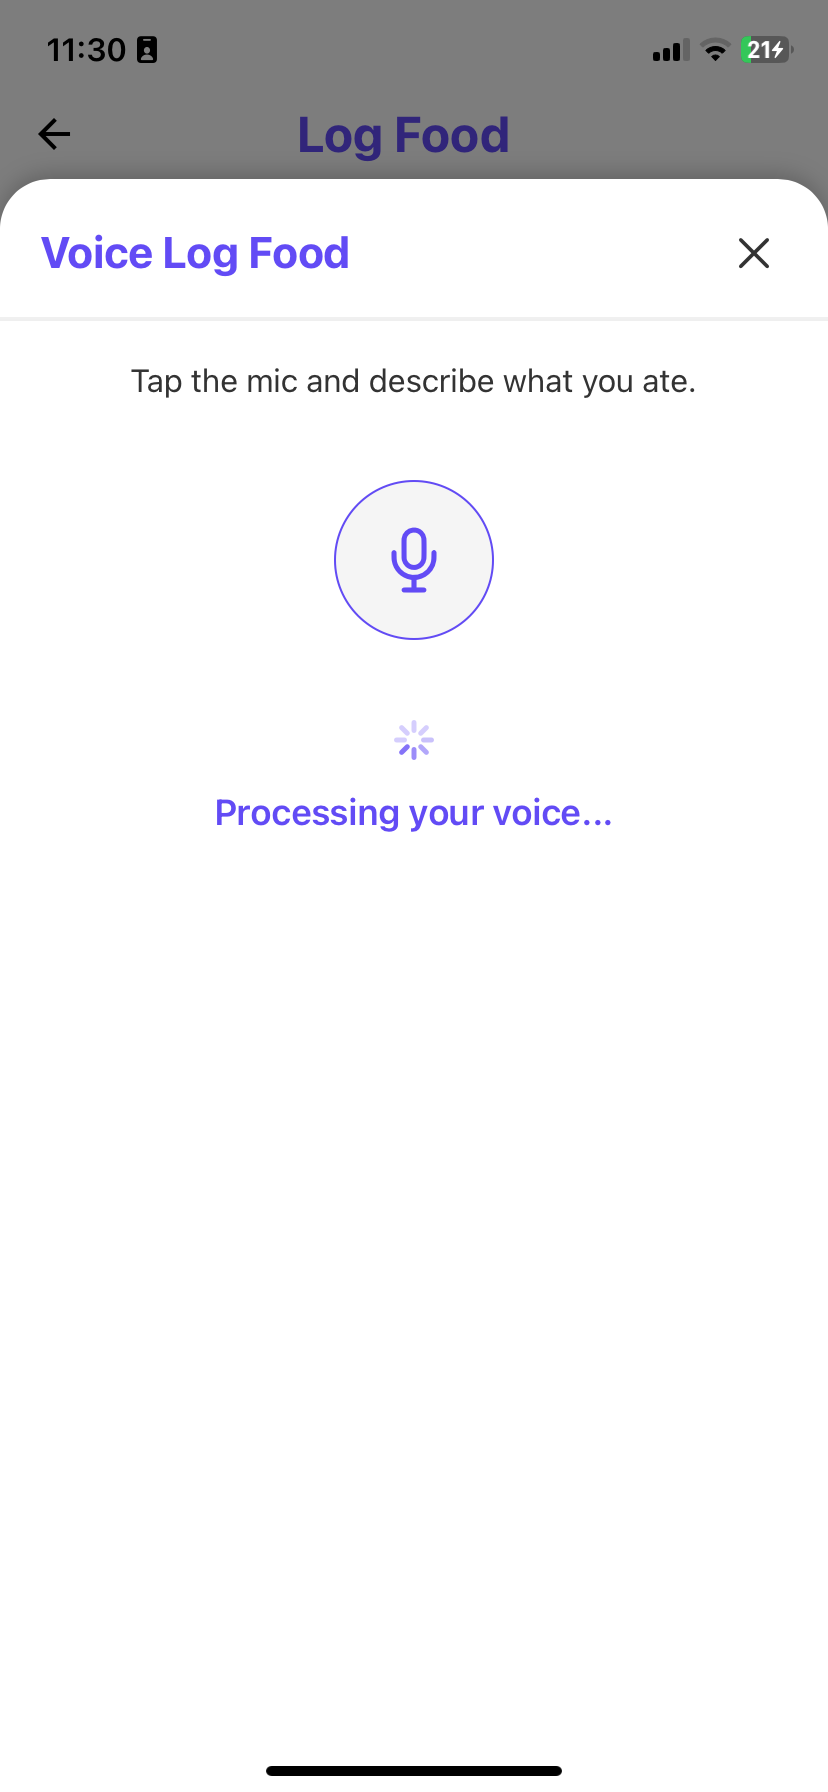 11:30
21
Log Food
Voice Log Food
Tap the mic and describe what you ate.
Processing your voice...